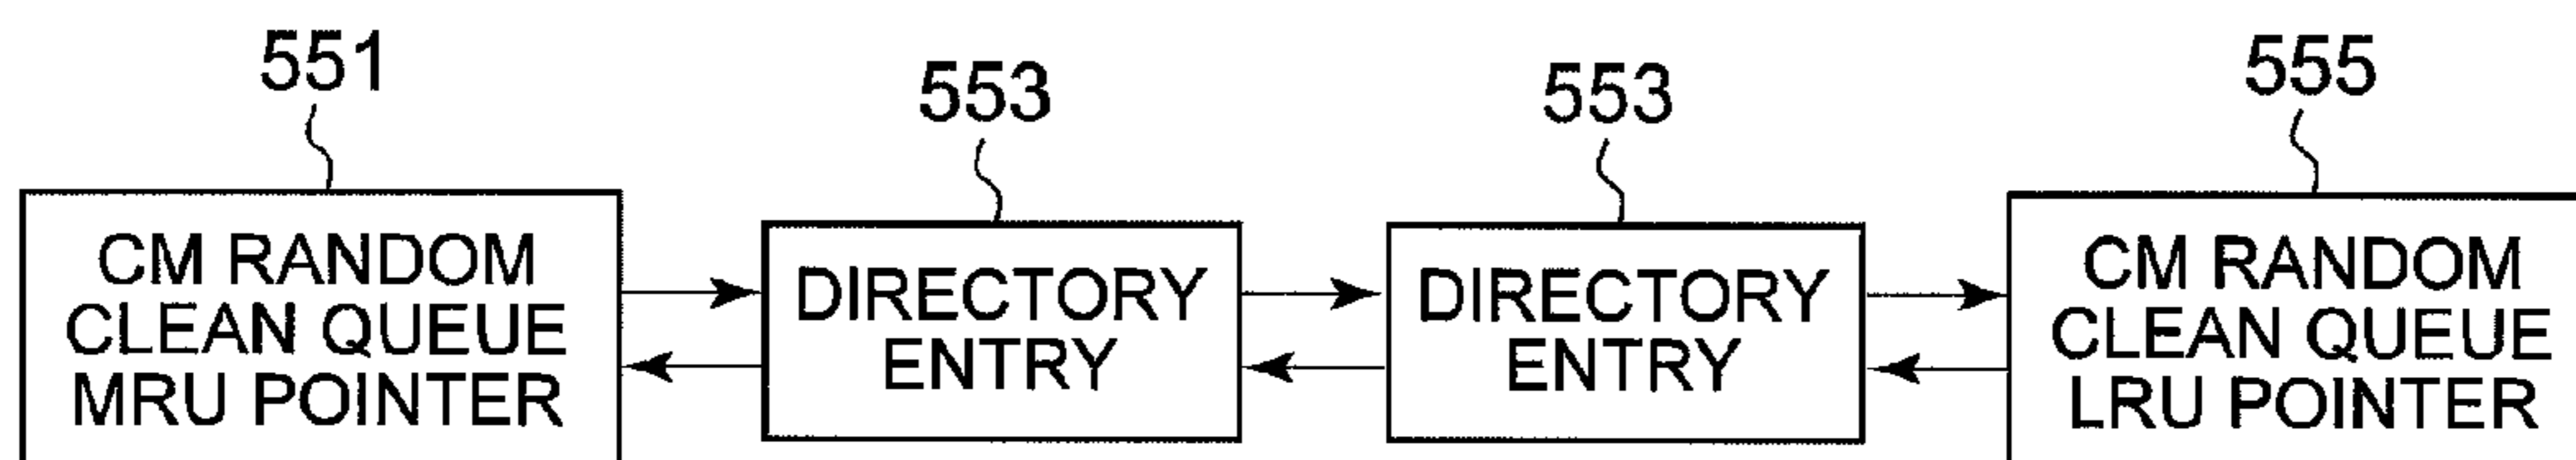 551
553
553
555
CM RANDOM
CLEAN QUEUE
MRU POINTER
DIRECTORY
ENTRY
DIRECTORY
ENTRY
CM RANDOM
CLEAN QUEUE
LRU POINTER